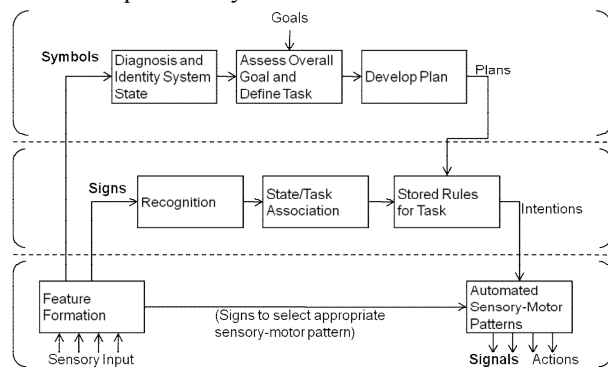 Goals
Symbols
Diagnosis and
Identity System
State
Assess Overall
Goal and
Define Task
Develop Plan
Plans
Signs
Recognition
State/Task
Association
Stored Rules
for Task
Intentions
Feature
Formation
(Signs to select appropriate
sensory-motor pattern)
Automated
Sensory-Motor
Patterns
Sensory Input
Signals
Actions